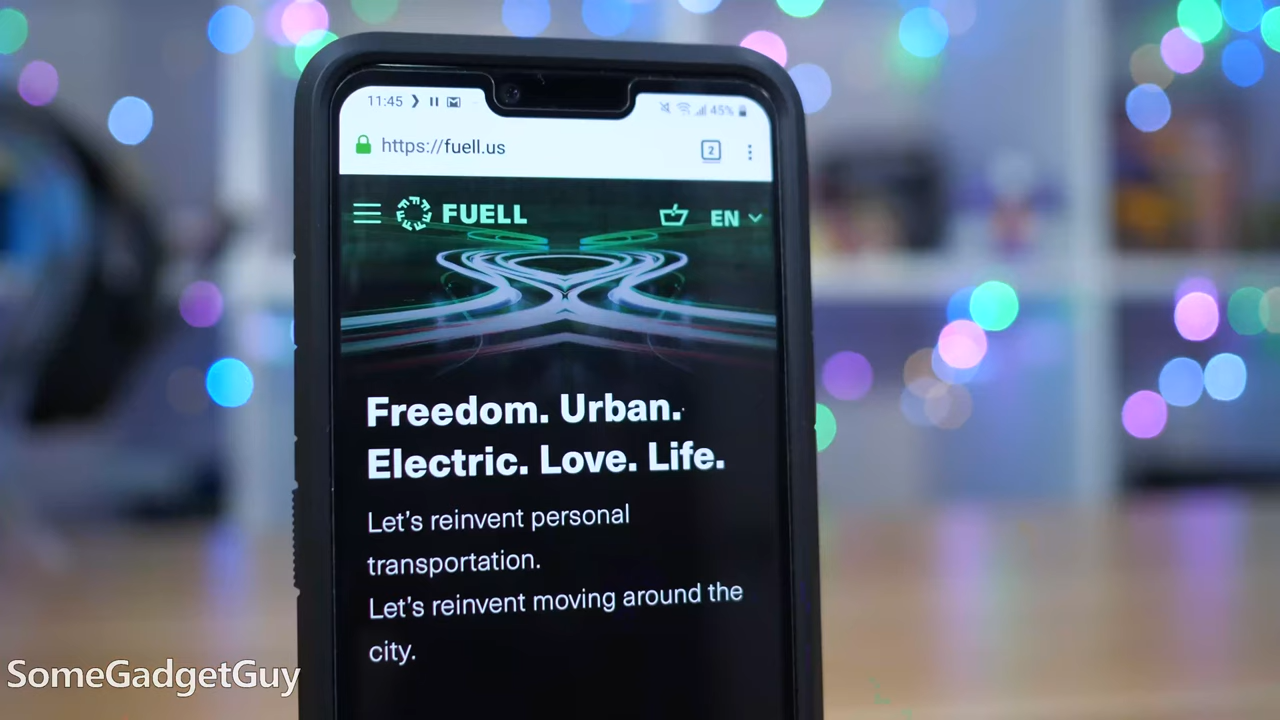 11:45
45%
https://fuell.us
2
FUELL
EN
Freedom. Urban.
Electric. Love. Life.
Let's reinvent personal
transportation.
Let's reinvent moving around the
city.
SomeGadgetGuy